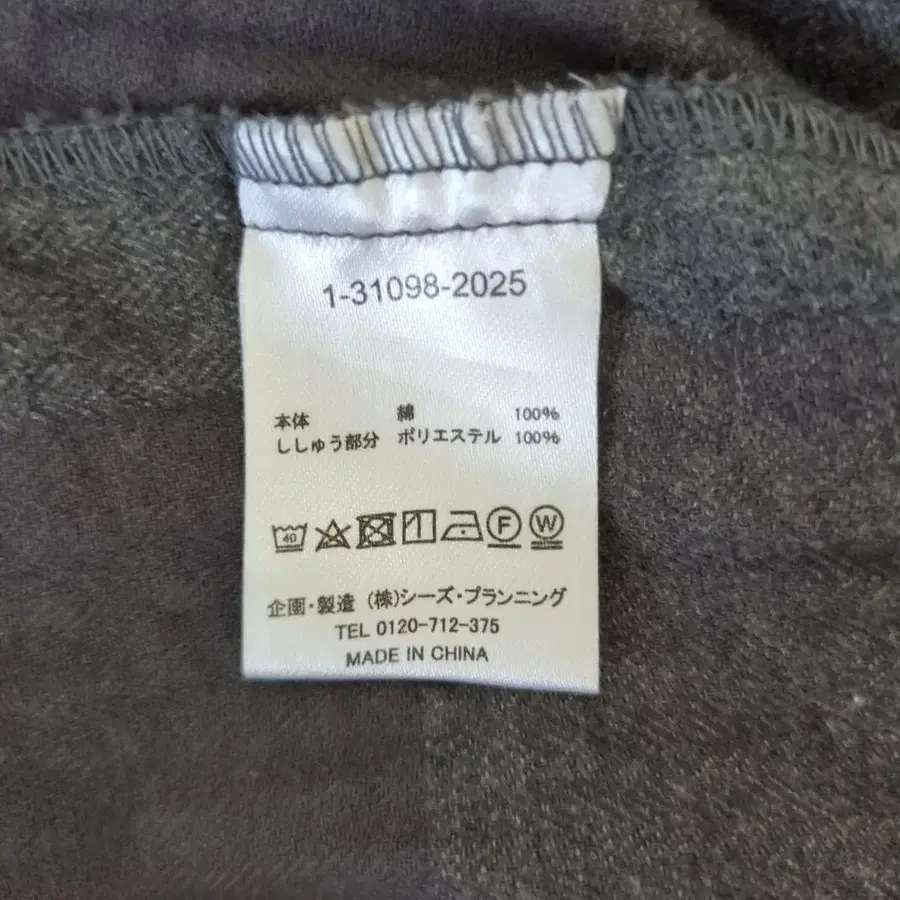 1-31098-2025
本体 綿 100%
ししゅう部分 ポリエステル 100%
40 F W
企画・製造 (株)シーズ・プランニング
TEL 0120-712-375
MADE IN CHINA